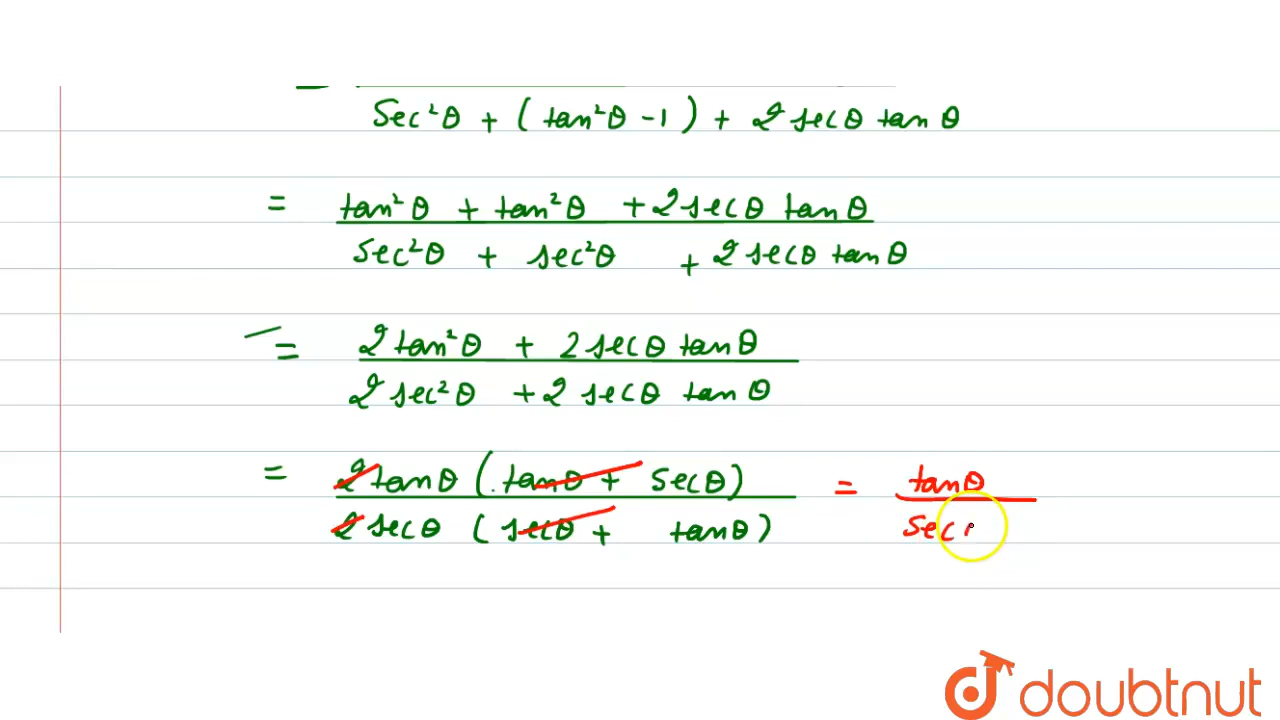 Sec²θ + (tan²θ -1) + 2 secθ tanθ
= tan²θ + tan²θ + 2 secθ tanθ
sec²θ + sec²θ + 2 secθ tanθ
= 2 tan²θ + 2 secθ tanθ
2 sec²θ + 2 secθ tanθ
= 2 tanθ (tanθ + secθ) = tanθ
2 secθ (secθ + tanθ) sec
doubtnut